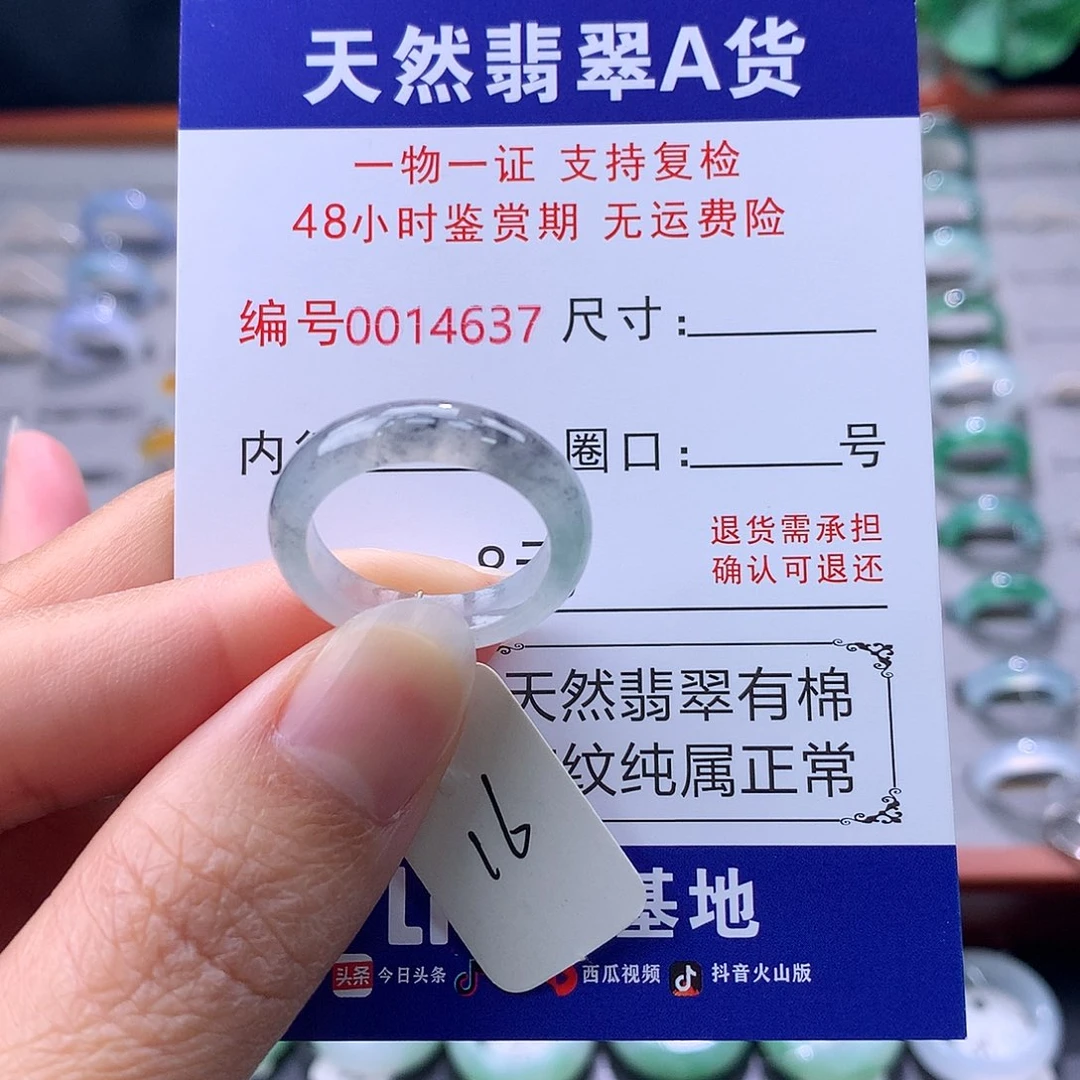 天然翡翠A货
一物一证 支持复检
48小时鉴赏期 无运费险
编号0014637 尺寸:
内 圈口: 号
退货需承担
确认可退还
天然翡翠有棉
纹纯属正常
16
基地
头条 今日头条 西瓜视频 抖音火山版